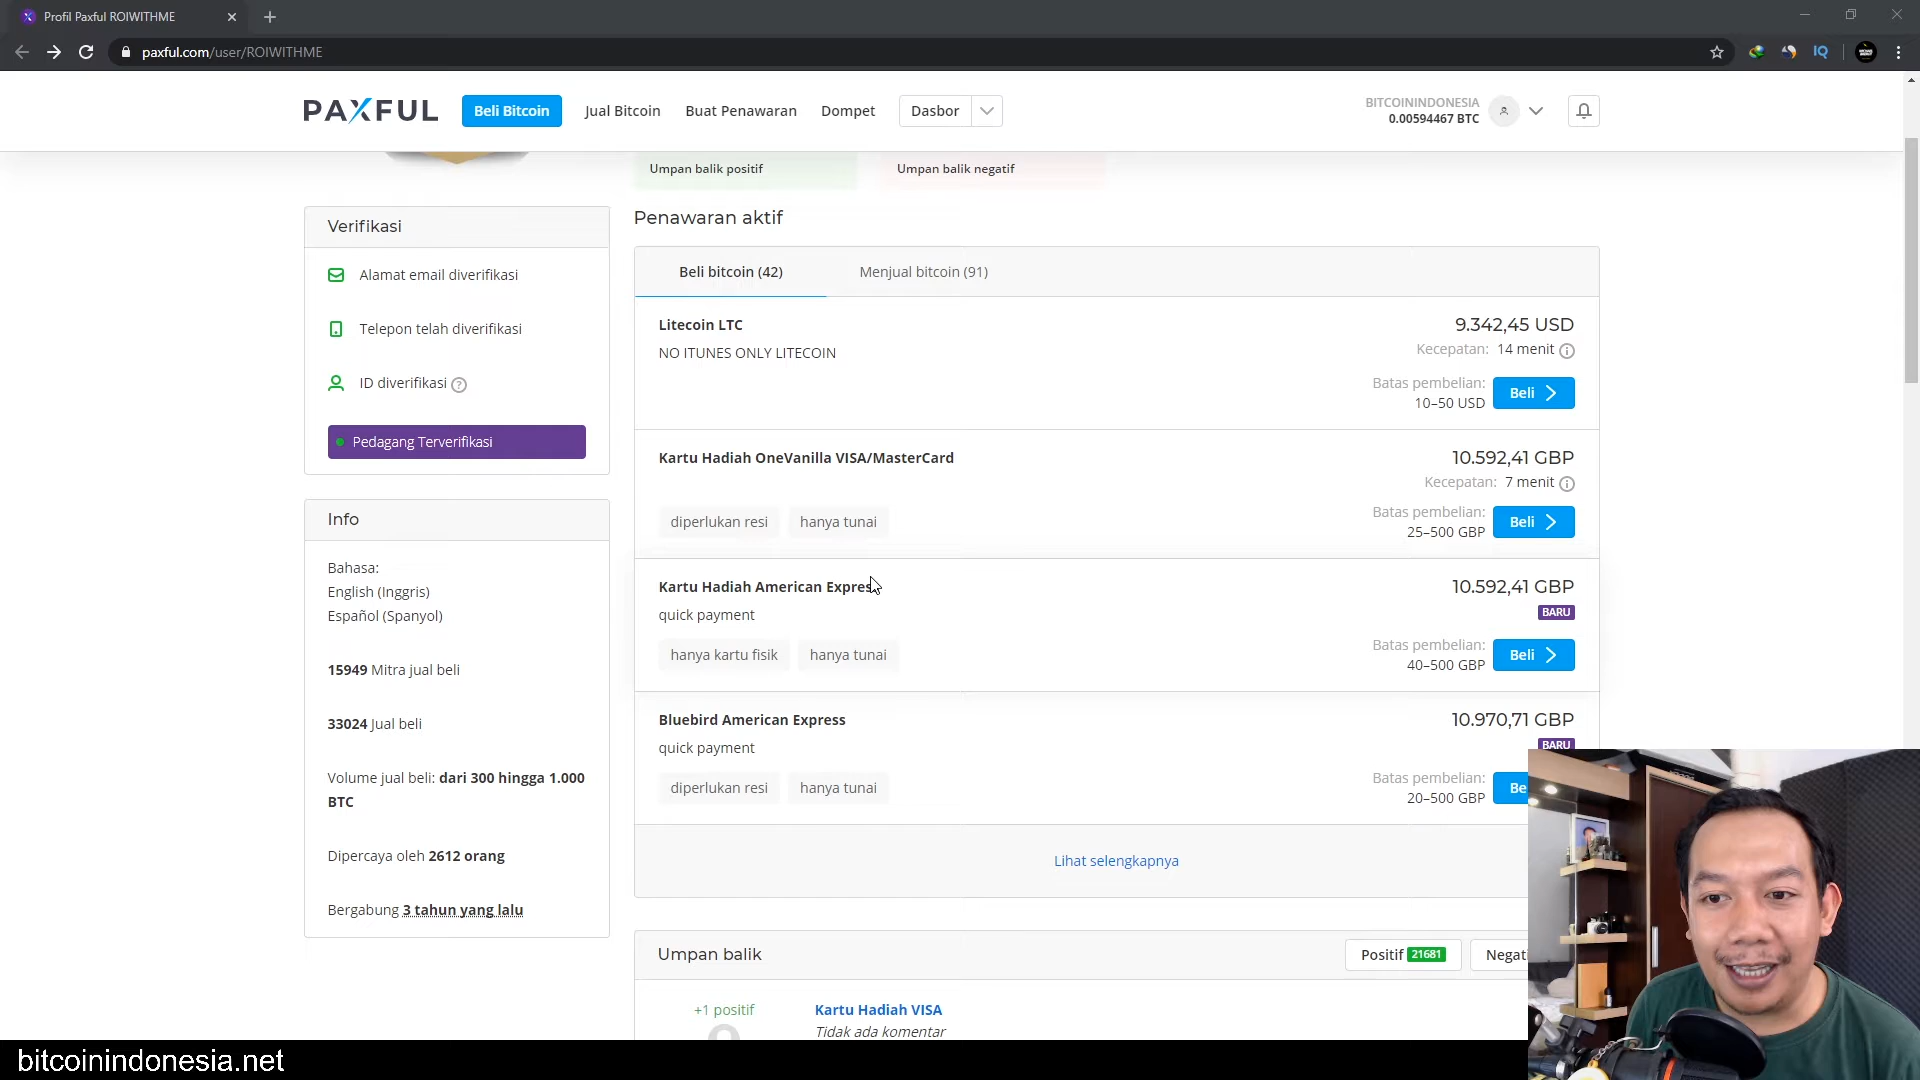 Profil Paxful ROIWITHME
paxful.com/user/ROIWITHME
IQ
PAXFUL
Beli Bitcoin
Jual Bitcoin
Buat Penawaran
Dompet
Dasbor
BITCOININDONESIA
0.00594467 BTC
Umpan balik positif
Umpan balik negatif
Verifikasi
Alamat email diverifikasi
Telepon telah diverifikasi
ID diverifikasi
Pedagang Terverifikasi
Info
Bahasa:
English (Inggris)
Español (Spanyol)
15949 Mitra jual beli
33024 Jual beli
Volume jual beli: dari 300 hingga 1.000
BTC
Dipercaya oleh 2612 orang
Bergabung 3 tahun yang lalu
Penawaran aktif
Beli bitcoin (42)
Menjual bitcoin (91)
Litecoin LTC
NO ITUNES ONLY LITECOIN
9.342,45 USD
Kecepatan: 14 menit
Batas pembelian:
10–50 USD
Beli
Kartu Hadiah OneVanilla VISA/MasterCard
diperlukan resi
hanya tunai
10.592,41 GBP
Kecepatan: 7 menit
Batas pembelian:
25–500 GBP
Beli
Kartu Hadiah American Expres
quick payment
hanya kartu fisik
hanya tunai
10.592,41 GBP
BARU
Batas pembelian:
40–500 GBP
Beli
Bluebird American Express
quick payment
diperlukan resi
hanya tunai
10.970,71 GBP
BARU
Batas pembelian:
20–500 GBP
Be
Lihat selengkapnya
Umpan balik
Positif 21681
Negati
+1 positif
Kartu Hadiah VISA
Tidak ada komentar
bitcoinindonesia.net